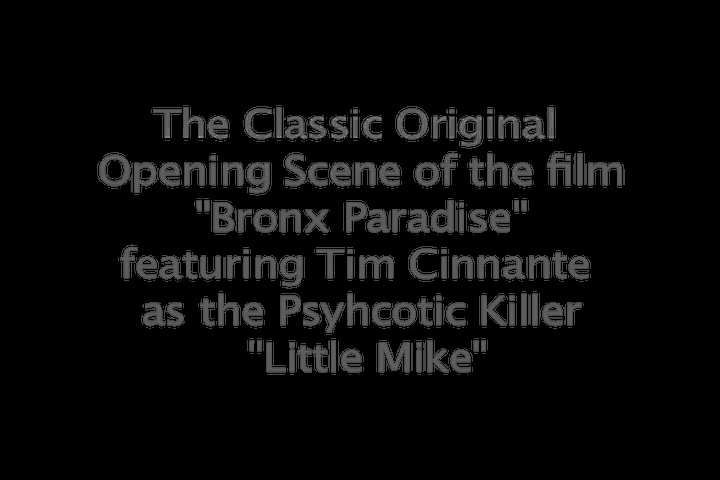 The Classic Original
Opening Scene of the film
"Bronx Paradise"
featuring Tim Cinnante
as the Psyhcotic Killer
"Little Mike"